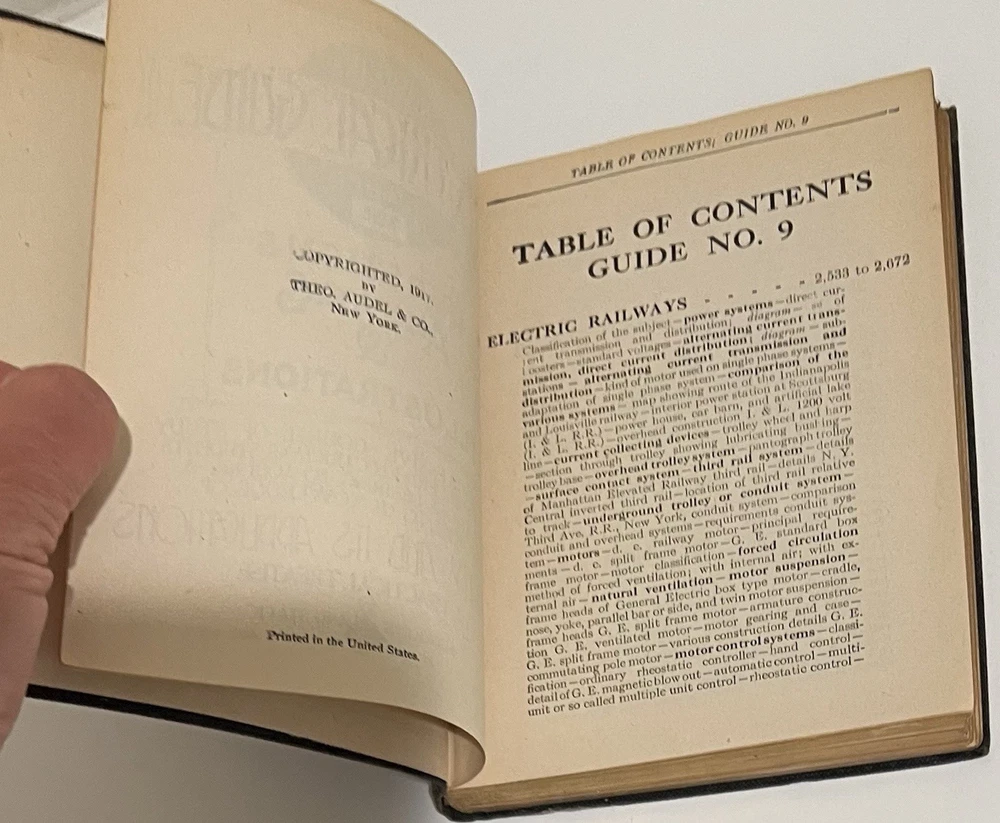 COPYRIGHTED, 1917,
BY
THEO. AUDEL & CO.,
New York.
Printed in the United States.
TABLE OF CONTENTS; GUIDE NO. 9
TABLE OF CONTENTS
GUIDE NO. 9
ELECTRIC RAILWAYS - - - - - 2,533 to 2,672
Classification of the subject—power systems—direct cur-
rent transmission and distribution; diagram— of
boosters—standard voltages—alternating current trans-
mission, direct current distribution; diagram—sub-
stations—alternating current transmission and
distribution—kind of motor used on single phase systems—
adaptation of single phase system—comparison of the
various systems—map showing route of the Indianapolis
and Louisville railway—interior power station at Scottsburg
(I. & L. R.R.)—power house, car barn, and artificial lake
(I. & L. R.R.)—overhead construction I. & L. 1200 volt
line—current collecting devices—trolley wheel and harp
—section through trolley showing lubricating bushing—
trolley base—overhead trolley system—pantograph trolley
—surface contact system—third rail system—details
of Manhattan Elevated Railway third rail—details N. Y.
Central inverted third rail—location of third rail relative
to track—underground trolley or conduit system—
Third Ave. R.R., New York, conduit system—comparison
conduit and overhead systems—requirements conduit sys-
tem—motors—d. c. railway motor—principal require-
ments—d. c. split frame motor—G. E. standard box
frame motor—motor classification—forced circulation
method of forced ventilation; with internal air; with ex-
ternal air—natural ventilation—motor suspension—
frame heads of General Electric box type motor—cradle,
nose, yoke, parallel bar or side, and twin motor suspension—
frame heads G. E. split frame motor—armature construc-
tion G. E. ventilated motor—motor gearing and case—
G. E. split frame motor—various construction details G. E.
commutating pole motor—motor control systems—classi-
fication—ordinary rheostatic controller—hand control—
detail of G. E. magnetic blow out—automatic control—multi-
unit or so called multiple unit control—rheostatic control—